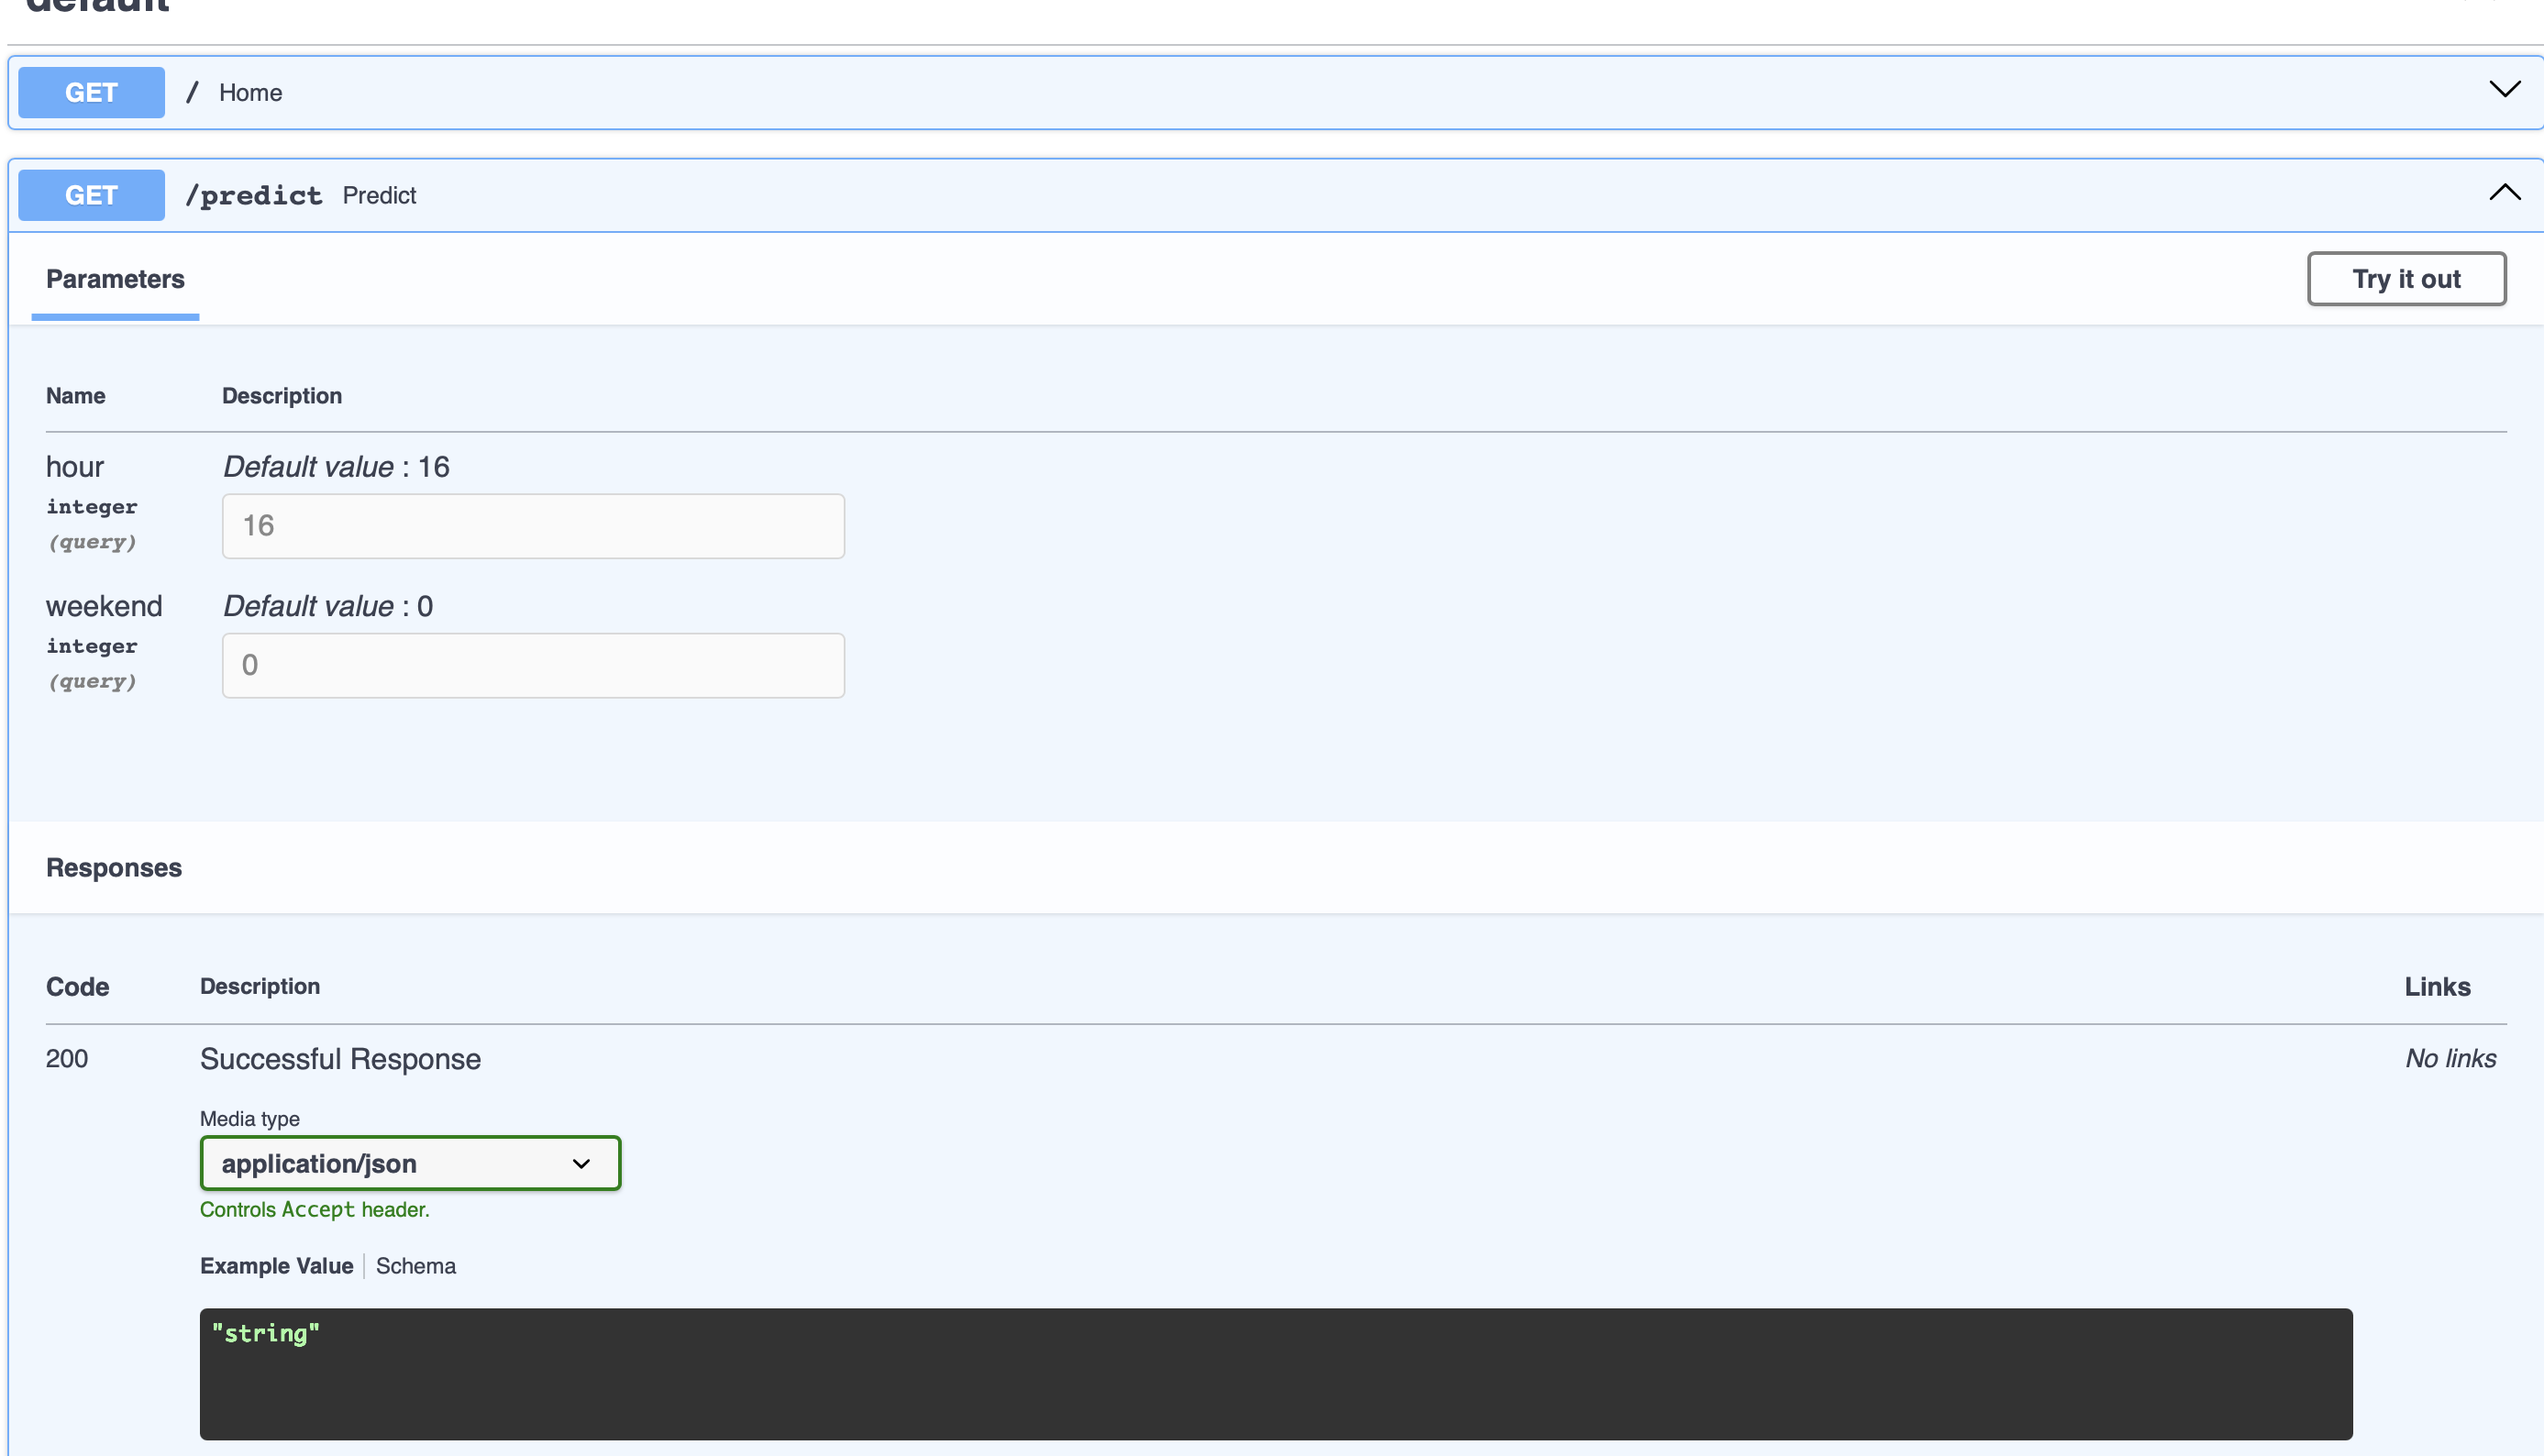 default
GET / Home
GET /predict Predict
Parameters
Try it out
Name Description
hour Default value : 16
integer
16
(query)
weekend Default value : 0
integer
0
(query)
Responses
Code Description Links
200 Successful Response No links
Media type
application/json
Controls Accept header.
Example Value Schema
"string"